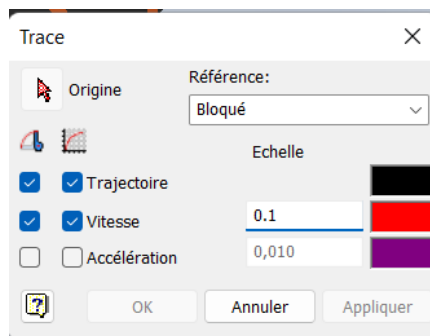 Trace
Origine
Référence:
Bloqué
Echelle
Trajectoire
Vitesse
0.1
Accélération
0,010
?
OK
Annuler
Appliquer